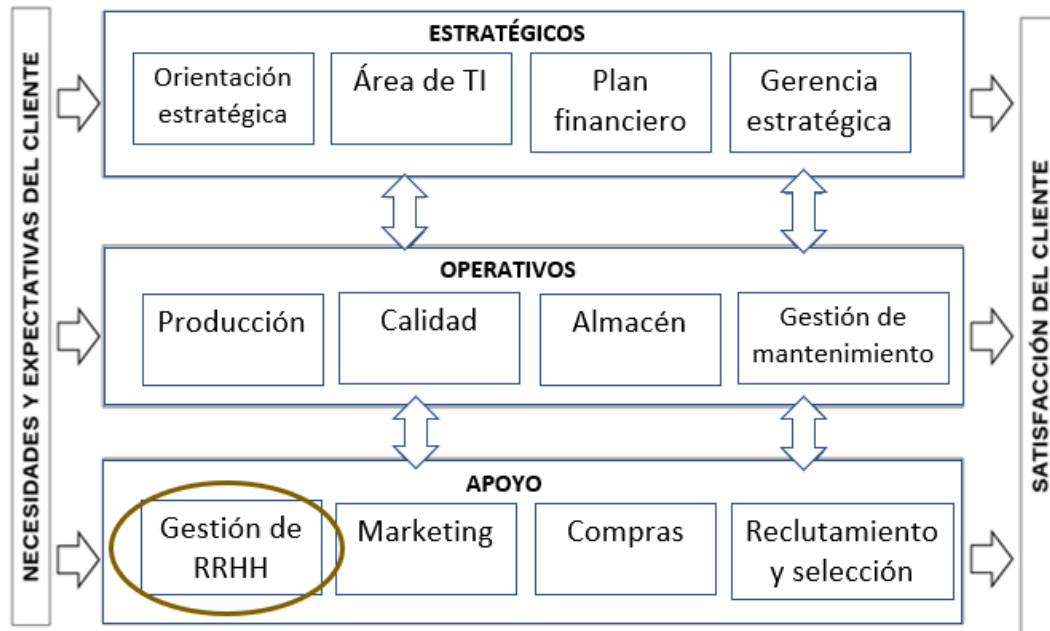 NECESIDADES Y EXPECTATIVAS DEL CLIENTE
ESTRATÉGICOS
Orientación
estratégica
Área de TI
Plan
financiero
Gerencia
estratégica
OPERATIVOS
Producción
Calidad
Almacén
Gestión de
mantenimiento
APOYO
Gestión de
RRHH
Marketing
Compras
Reclutamiento
y selección
SATISFACCIÓN DEL CLIENTE